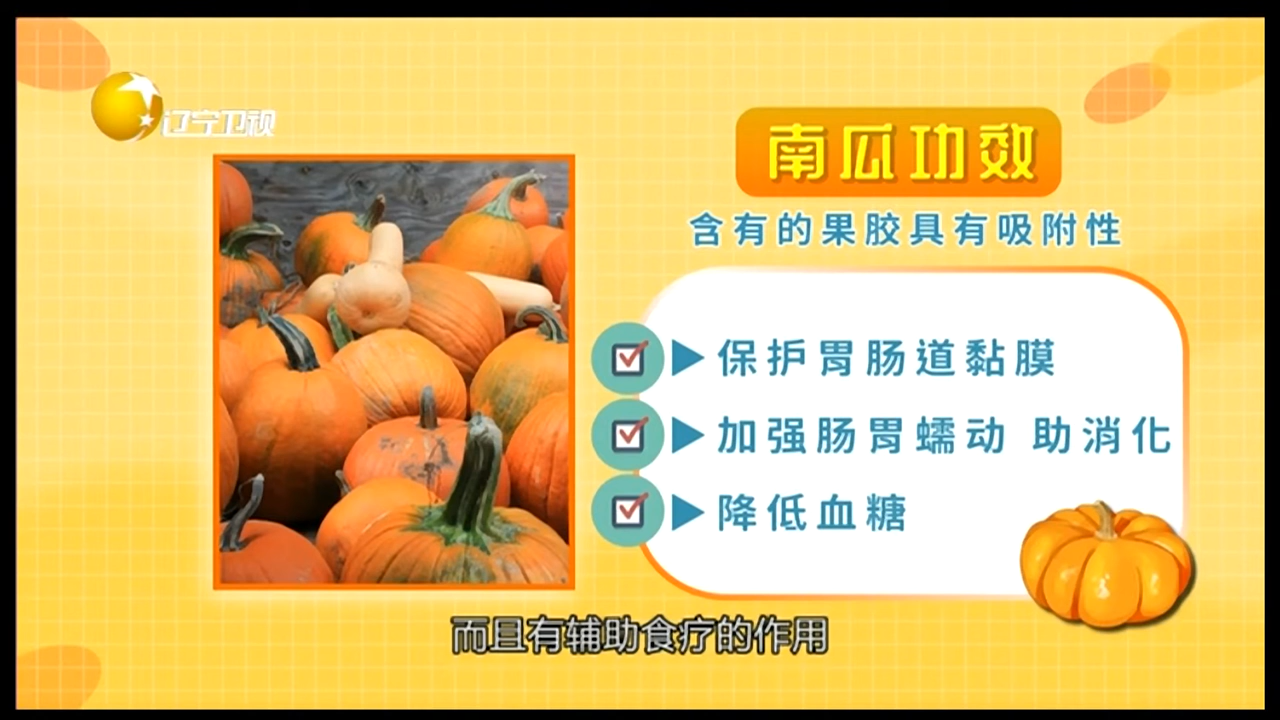 辽宁卫视
南瓜功效
含有的果胶具有吸附性
保护胃肠道黏膜
加强肠胃蠕动 助消化
降低血糖
而且有辅助食疗的作用